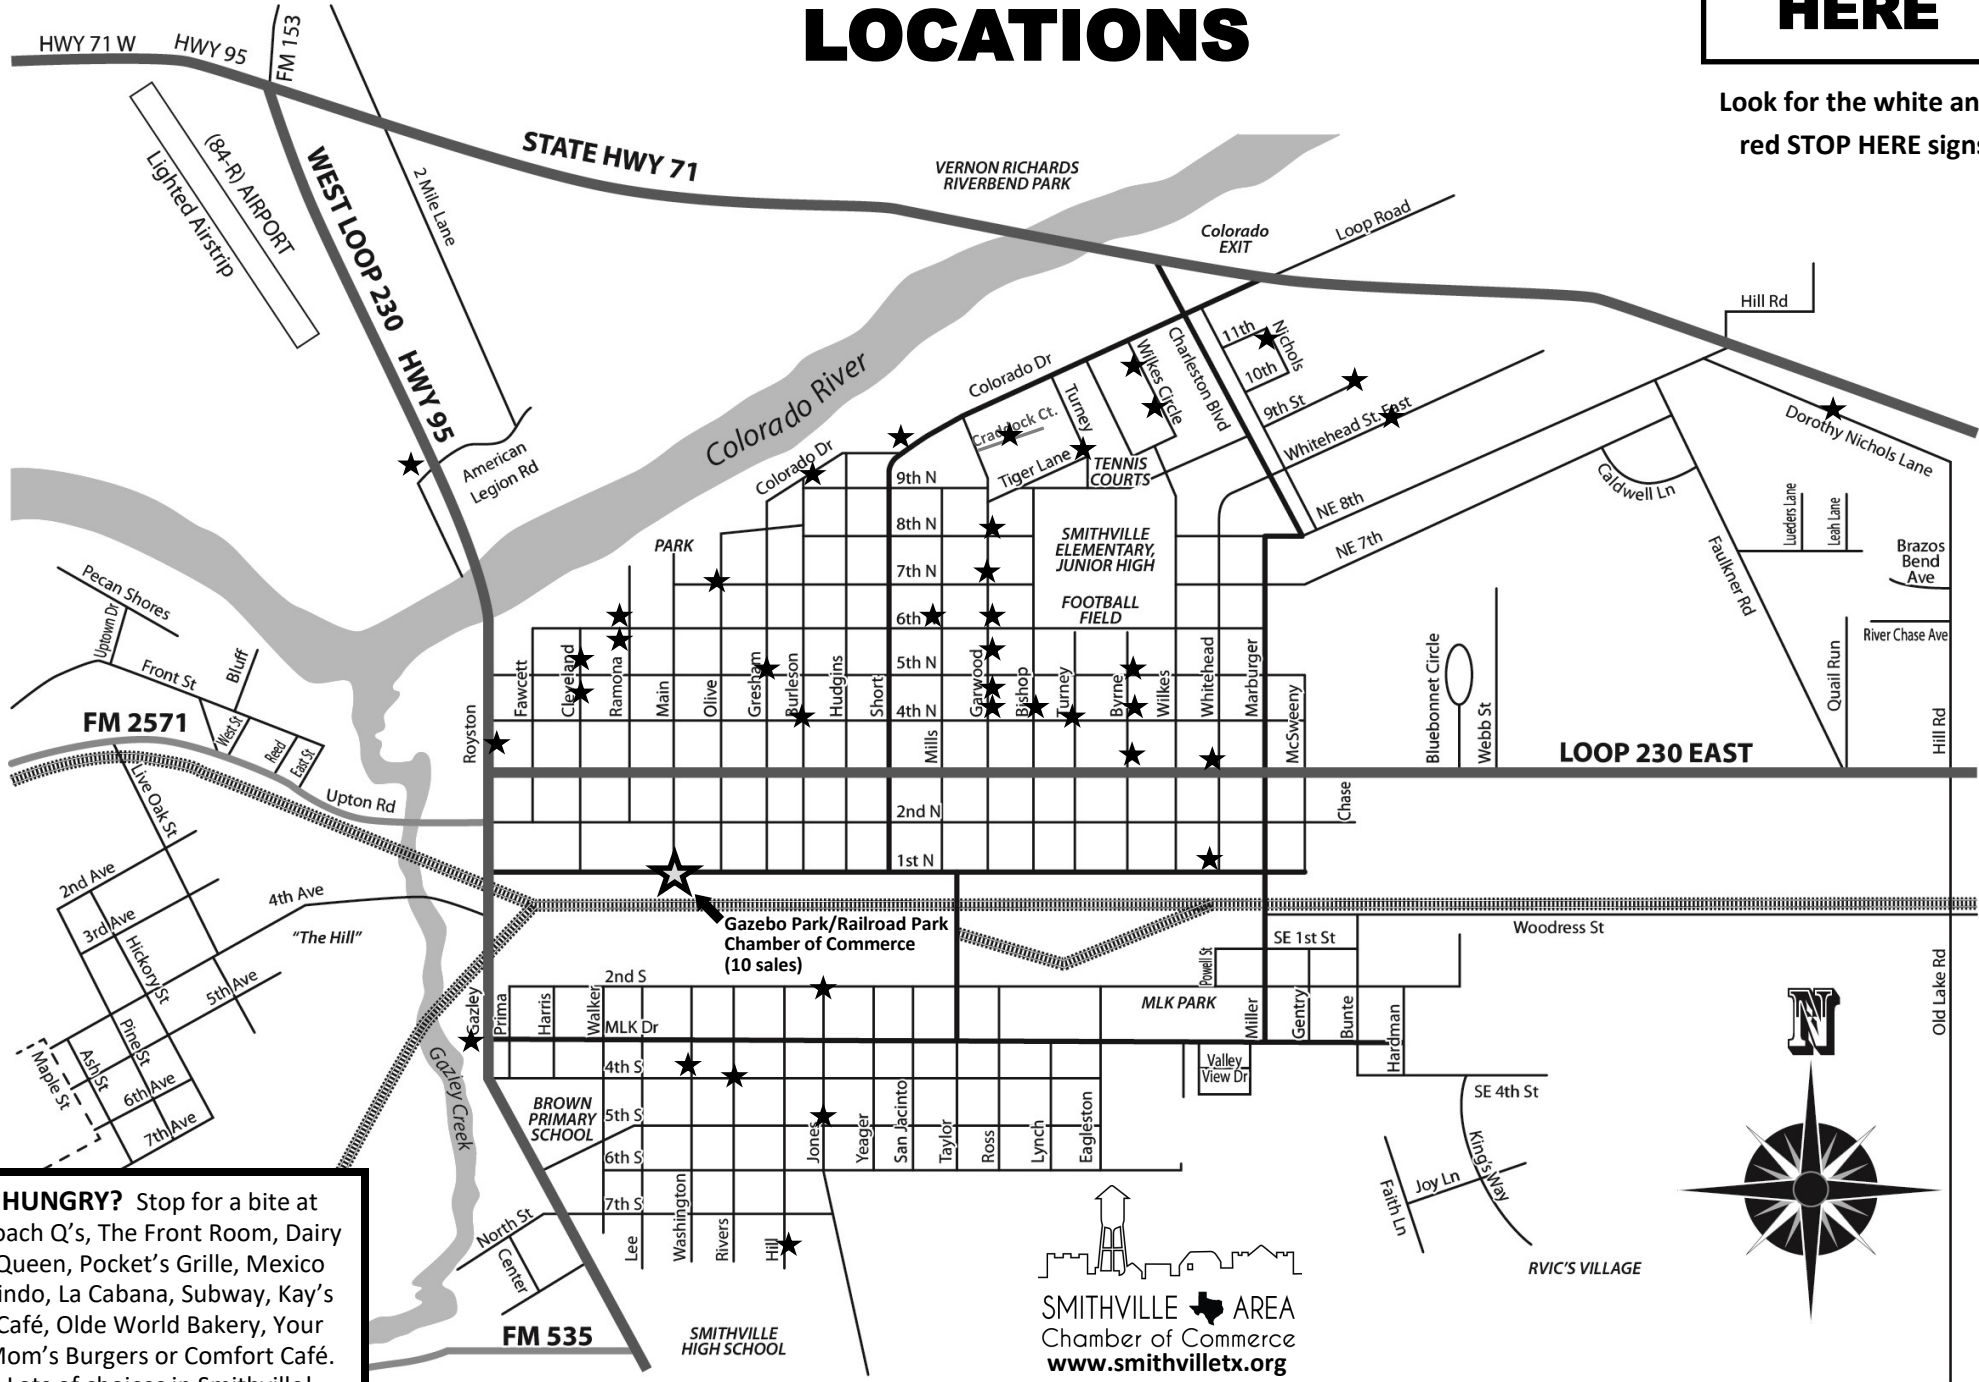 LOCATIONS
HERE
Look for the white an
red STOP HERE signs
HWY 71 W
HWY 95
FM 153
(84-R) AIRPORT
Lighted Airstrip
WEST LOOP 230
HWY 95
2 Mile Lane
STATE HWY 71
VERNON RICHARDS
RIVERBEND PARK
Colorado
EXIT
Loop Road
Hill Rd
Colorado River
American
Legion Rd
Colorado Dr
Colorado Dr
Craddock Ct.
Turney
Tiger Lane
Wilkes Circle
Charleston Blvd
11th
Nichols
10th
9th St
Whitehead St. East
Dorothy Nichols Lane
TENNIS
COURTS
NE 8th
NE 7th
Caldwell Ln
Faulkner Rd
Lueders Lane
Leah Lane
Brazos
Bend
Ave
River Chase Ave
Quail Run
Hill Rd
9th N
8th N
7th N
6th
5th N
4th N
2nd N
1st N
PARK
SMITHVILLE
ELEMENTARY,
JUNIOR HIGH
FOOTBALL
FIELD
Pecan Shores
Uptown Dr
Front St
Bluff
West St
Reed
East St
FM 2571
Upton Rd
Live Oak St
Royston
Fawcett
Cleveland
Ramona
Main
Olive
Gresham
Burleson
Hudgins
Short
Mills
Garwood
Bishop
Turney
Byrne
Wilkes
Whitehead
Marburger
McSweeny
Chase
Bluebonnet Circle
Webb St
LOOP 230 EAST
2nd Ave
3rd Ave
4th Ave
"The Hill"
Hickory St
5th Ave
Pine St
Ash St
Maple St
6th Ave
7th Ave
Gazley Creek
Gazebo Park/Railroad Park
Chamber of Commerce
(10 sales)
Woodress St
SE 1st St
Powell St
MLK PARK
Miller
Gentry
Bunte
Hardman
Old Lake Rd
2nd S
Gazley
Prima
Harris
Walker
MLK Dr
4th S
5th S
6th S
7th S
BROWN
PRIMARY
SCHOOL
Valley
View Dr
SE 4th St
King's Way
Joy Ln
Faith Ln
RVIC'S VILLAGE
Jones
Yeager
San Jacinto
Taylor
Ross
Lynch
Eagleston
North St
Center
Lee
Washington
Rivers
Hill
FM 535
SMITHVILLE
HIGH SCHOOL
N
SMITHVILLE AREA
Chamber of Commerce
www.smithvilletx.org
HUNGRY? Stop for a bite at
oach Q's, The Front Room, Dairy
Queen, Pocket's Grille, Mexico
indo, La Cabana, Subway, Kay's
Café, Olde World Bakery, Your
Mom's Burgers or Comfort Café.
Lots of choices in Smithville!